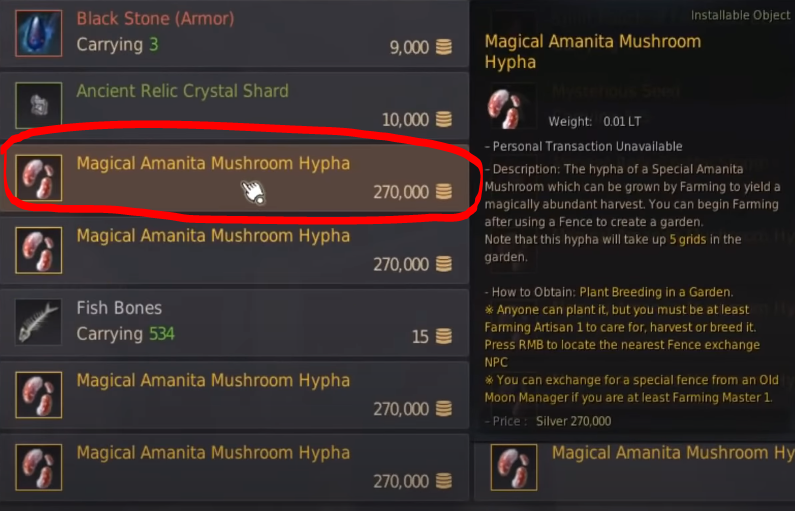 Black Stone (Armor)
Carrying 3
9,000
Ancient Relic Crystal Shard
10,000
Magical Amanita Mushroom Hypha
270,000
Magical Amanita Mushroom Hypha
270,000
Fish Bones
Carrying 534
15
Magical Amanita Mushroom Hypha
270,000
Magical Amanita Mushroom Hypha
270,000
Installable Object
Magical Amanita Mushroom
Hypha
Weight: 0.01 LT
- Personal Transaction Unavailable
- Description: The hypha of a Special Amanita
Mushroom which can be grown by Farming to yield a
magically abundant harvest. You can begin Farming
after using a Fence to create a garden.
Note that this hypha will take up 5 grids in the
garden.
- How to Obtain: Plant Breeding in a Garden.
※ Anyone can plant it, but you must be at least
Farming Artisan 1 to care for, harvest or breed it.
Press RMB to locate the nearest Fence exchange
NPC
※ You can exchange for a special fence from an Old
Moon Manager if you are at least Farming Master 1.
- Price : Silver 270,000
Magical Amanita Mushroom Hy